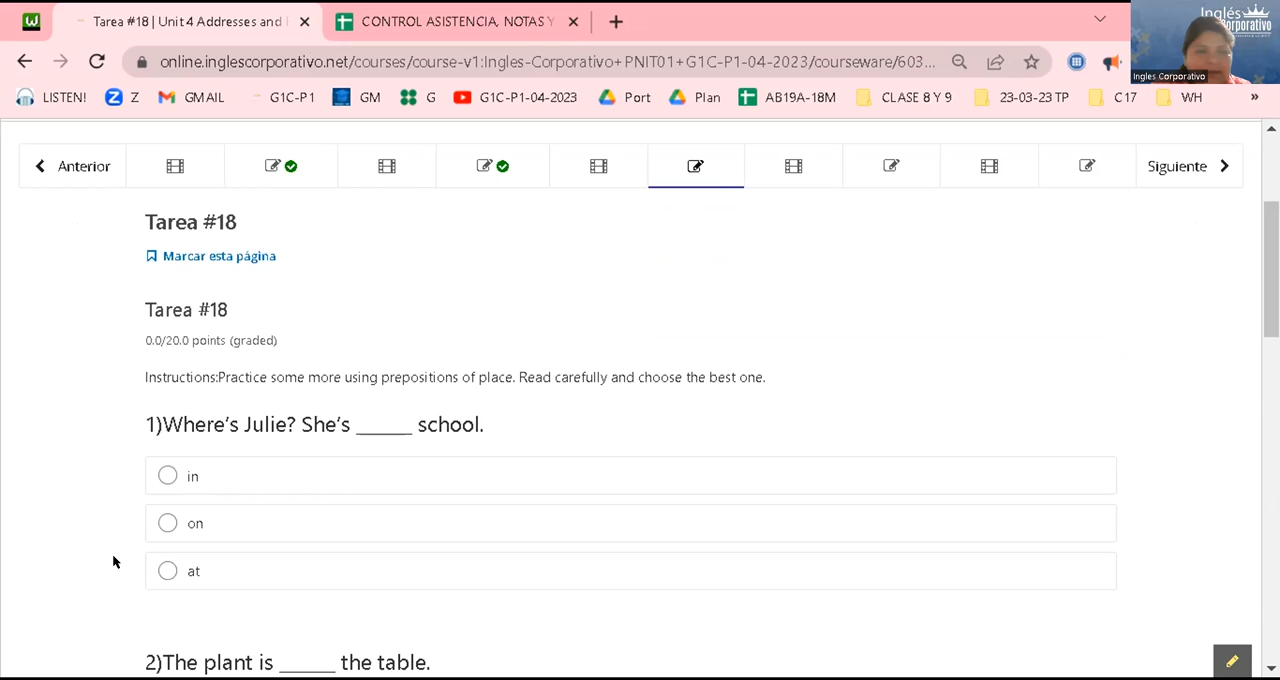 Tarea #18 | Unit 4 Addresses and
CONTROL ASISTENCIA, NOTAS Y
Inglés
Corporativo
online.inglescorporativo.net/courses/course-v1:Ingles-Corporativo+PNIT01+G1C-P1-04-2023/courseware/603...
Ingles Corporativo
LISTEN!
Z
GMAIL
G1C-P1
GM
G
G1C-P1-04-2023
Port
Plan
AB19A-18M
CLASE 8 Y 9
23-03-23 TP
C17
WH
»
Anterior
Siguiente
Tarea #18
Marcar esta página
Tarea #18
0.0/20.0 points (graded)
Instructions:Practice some more using prepositions of place. Read carefully and choose the best one.
1)Where's Julie? She's _____ school.
in
on
at
2)The plant is _____ the table.